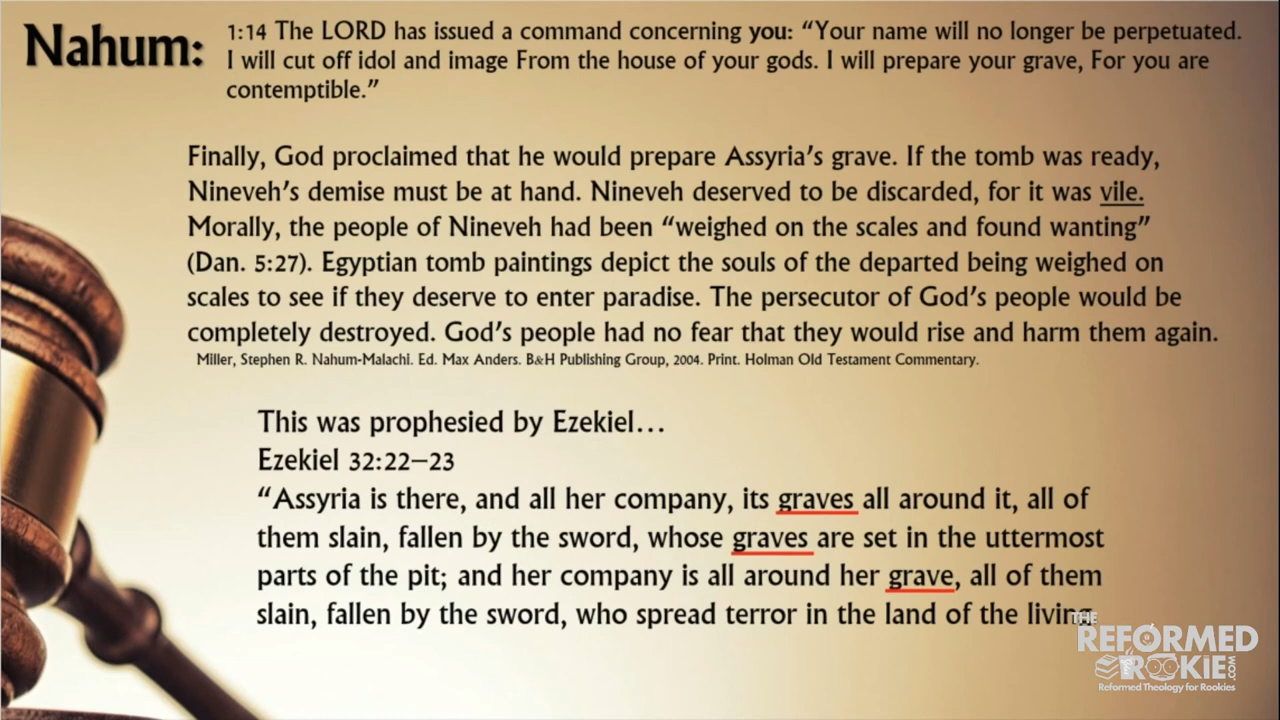 Nahum:
1:14 The LORD has issued a command concerning you: “Your name will no longer be perpetuated.
I will cut off idol and image From the house of your gods. I will prepare your grave, For you are
contemptible.”
Finally, God proclaimed that he would prepare Assyria’s grave. If the tomb was ready,
Nineveh’s demise must be at hand. Nineveh deserved to be discarded, for it was vile.
Morally, the people of Nineveh had been “weighed on the scales and found wanting”
(Dan. 5:27). Egyptian tomb paintings depict the souls of the departed being weighed on
scales to see if they deserve to enter paradise. The persecutor of God’s people would be
completely destroyed. God’s people had no fear that they would rise and harm them again.
Miller, Stephen R. Nahum-Malachi. Ed. Max Anders. B&H Publishing Group, 2004. Print. Holman Old Testament Commentary.
This was prophesied by Ezekiel…
Ezekiel 32:22–23
“Assyria is there, and all her company, its graves all around it, all of
them slain, fallen by the sword, whose graves are set in the uttermost
parts of the pit; and her company is all around her grave, all of them
slain, fallen by the sword, who spread terror in the land of the living
THE
REFORMED
ROOKIE.COM
Reformed Theology for Rookies